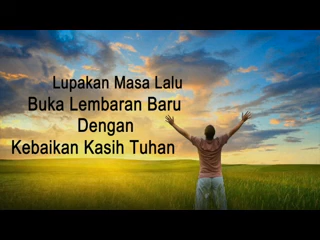 Lupakan Masa Lalu
Buka Lembaran Baru
Dengan
Kebaikan Kasih Tuhan